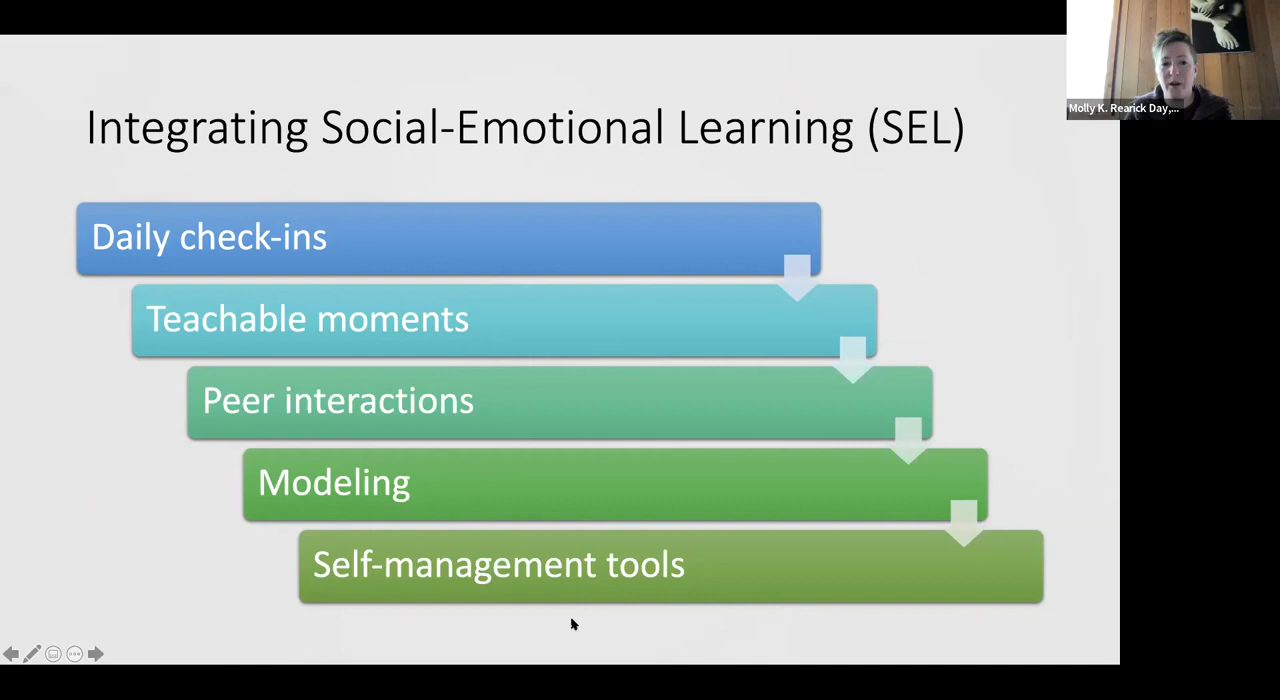 Integrating Social-Emotional Learning (SEL)
Daily check-ins
Teachable moments
Peer interactions
Modeling
Self-management tools
Molly K. Rearick Day,...